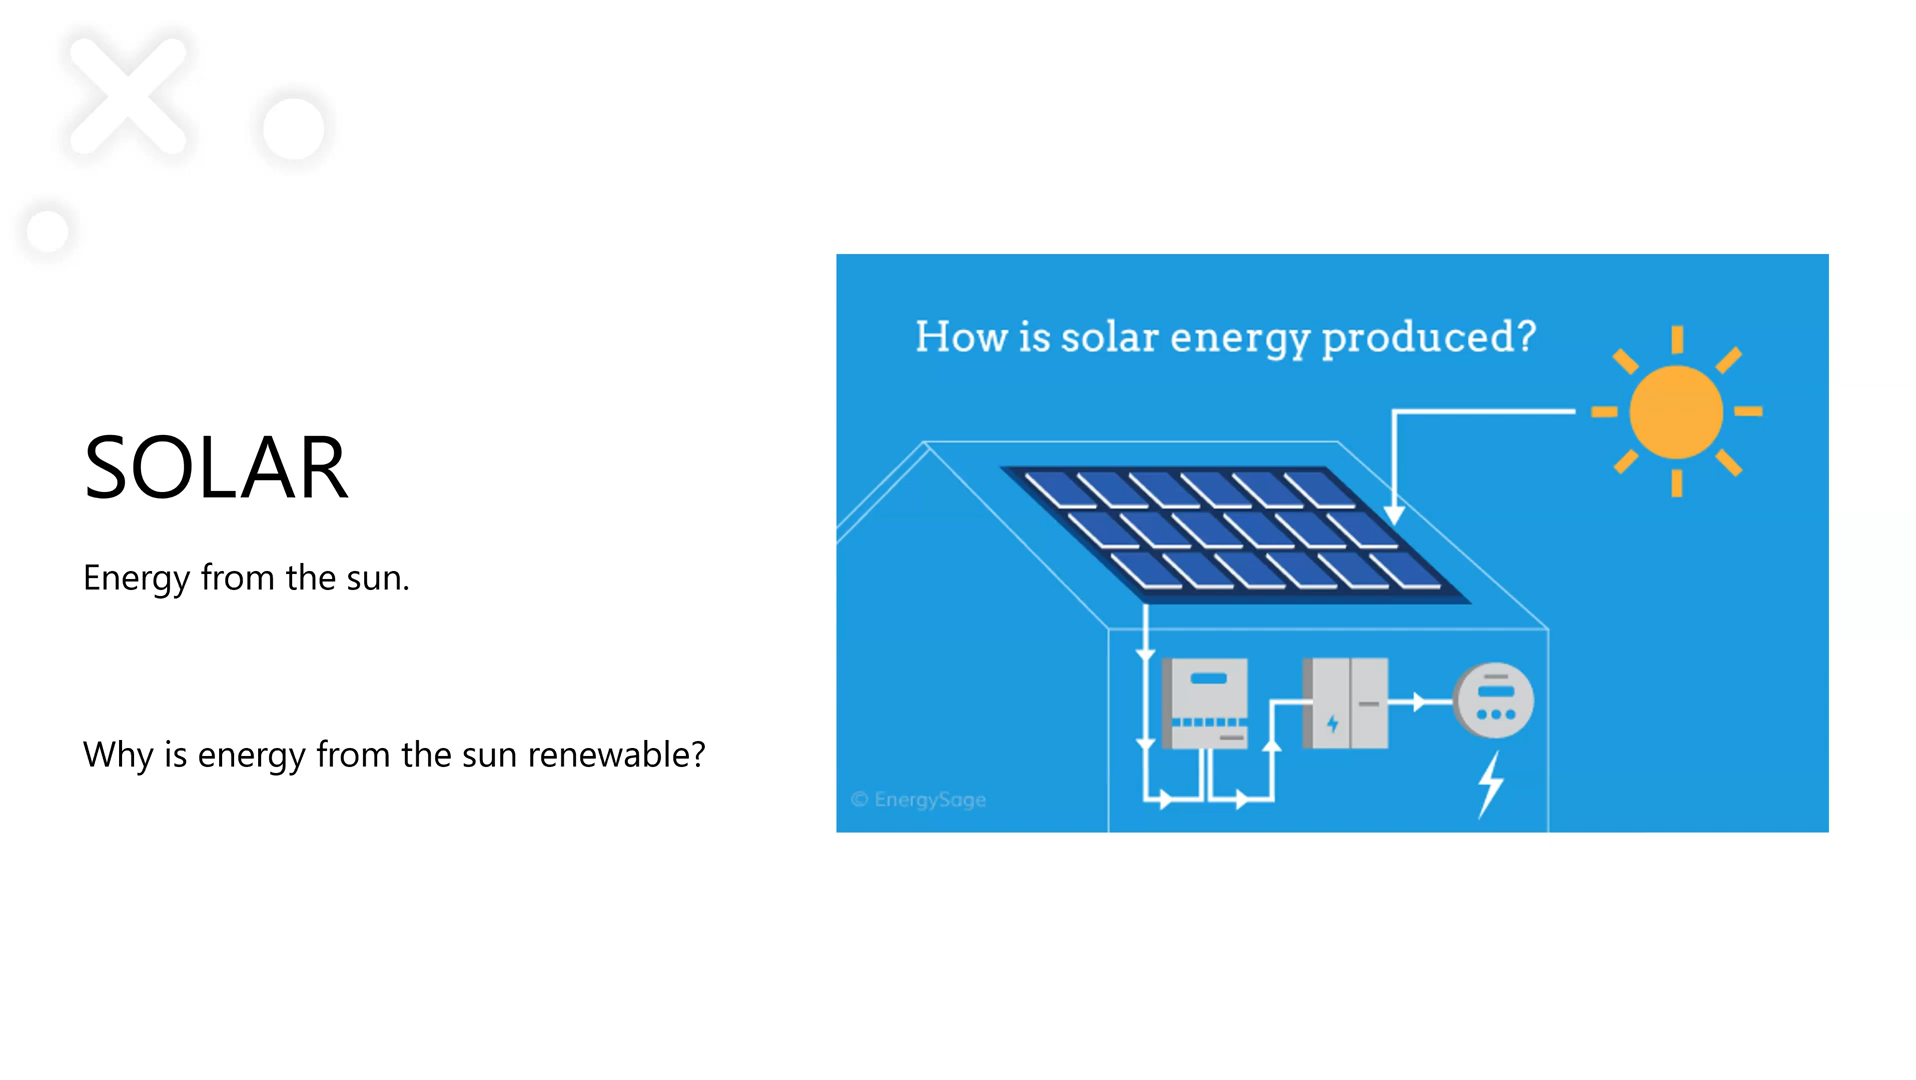 SOLAR
Energy from the sun.
Why is energy from the sun renewable?
How is solar energy produced?
© EnergySage